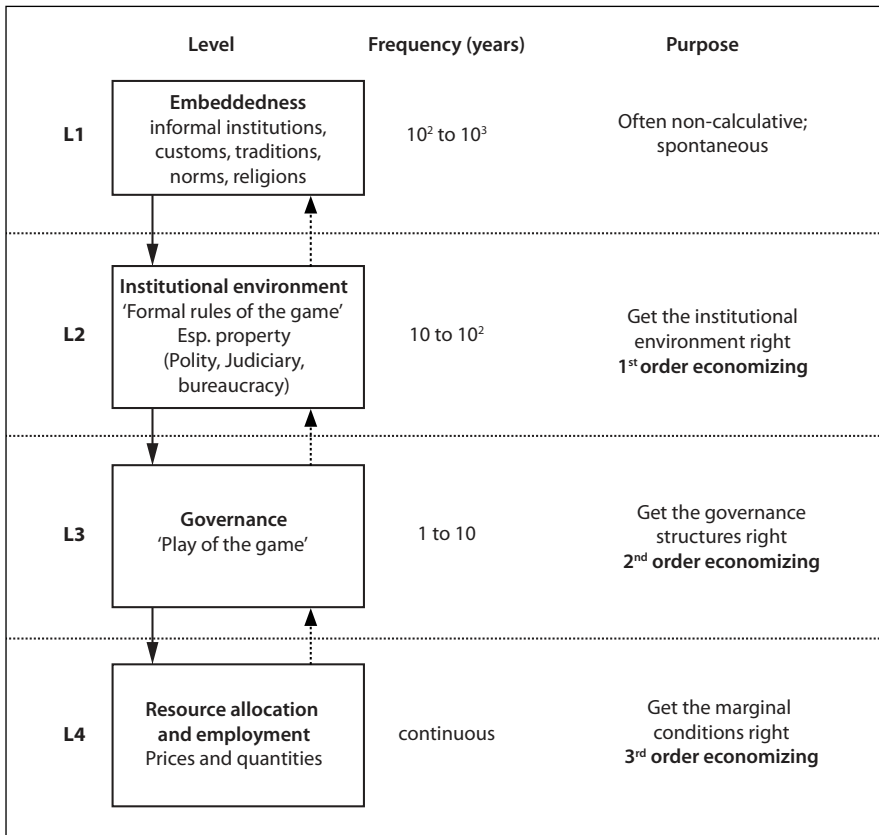 Level Frequency (years) Purpose
L1
Embeddedness
informal institutions,
customs, traditions,
norms, religions
10² to 10³
Often non-calculative;
spontaneous
L2
Institutional environment
‘Formal rules of the game’
Esp. property
(Polity, Judiciary,
bureaucracy)
10 to 10²
Get the institutional
environment right
1st order economizing
L3
Governance
‘Play of the game’
1 to 10
Get the governance
structures right
2nd order economizing
L4
Resource allocation
and employment
Prices and quantities
continuous
Get the marginal
conditions right
3rd order economizing